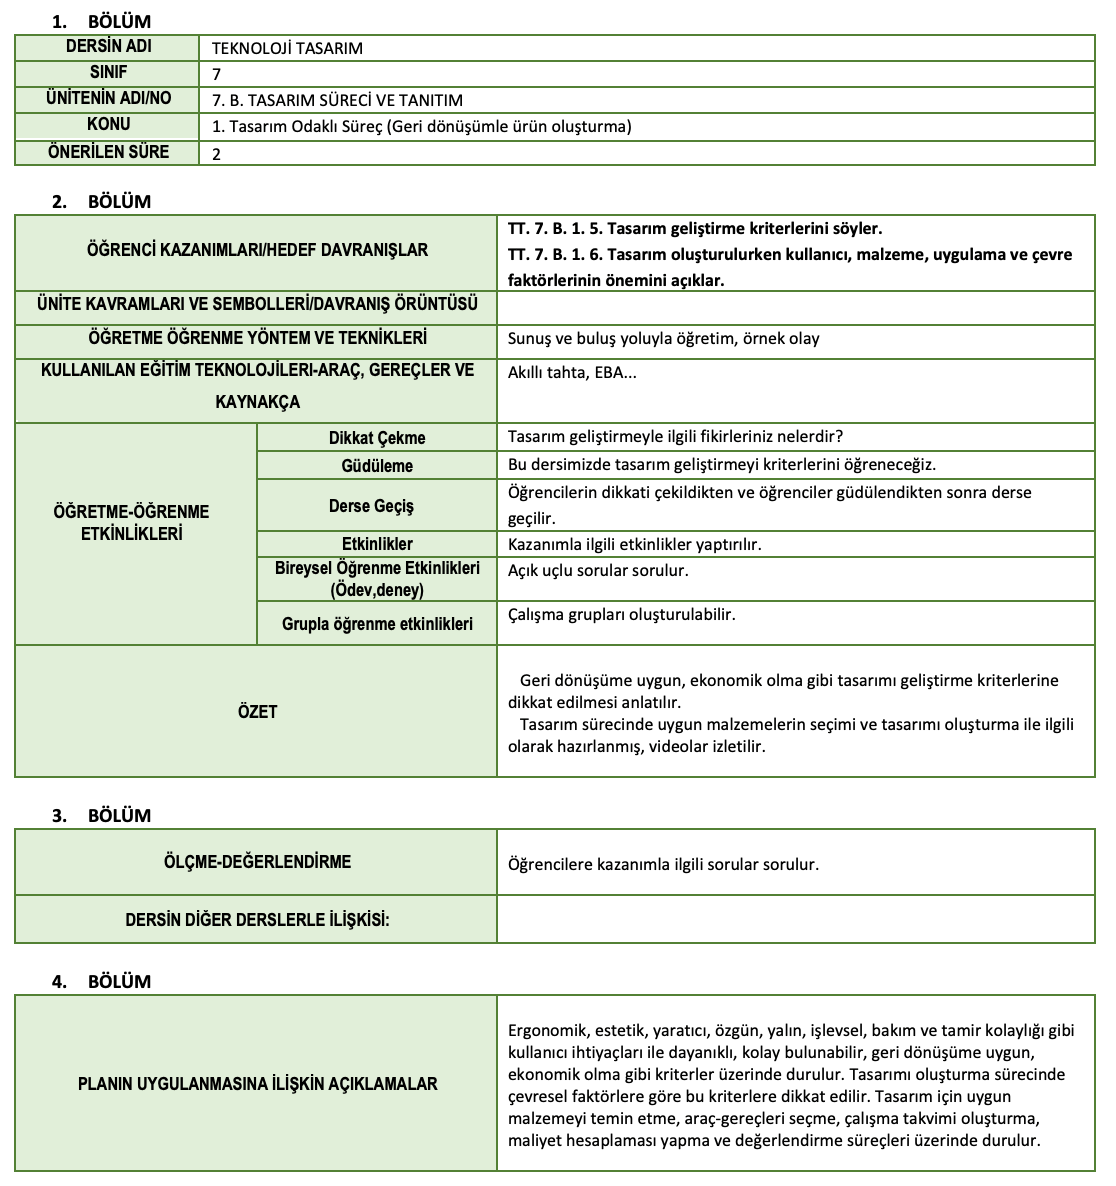 1. BÖLÜM
DERSİN ADI TEKNOLOJİ TASARIM
SINIF 7
ÜNİTENİN ADI/NO 7. B. TASARIM SÜRECİ VE TANITIM
KONU 1. Tasarım Odaklı Süreç (Geri dönüşümle ürün oluşturma)
ÖNERİLEN SÜRE 2
2. BÖLÜM
ÖĞRENCİ KAZANIMLARI/HEDEF DAVRANIŞLAR
TT. 7. B. 1. 5. Tasarım geliştirme kriterlerini söyler.
TT. 7. B. 1. 6. Tasarım oluşturulurken kullanıcı, malzeme, uygulama ve çevre
faktörlerinin önemini açıklar.
ÜNİTE KAVRAMLARI VE SEMBOLLERİ/DAVRANIŞ ÖRÜNTÜSÜ
ÖĞRETME ÖĞRENME YÖNTEM VE TEKNİKLERİ Sunuş ve buluş yoluyla öğretim, örnek olay
KULLANILAN EĞİTİM TEKNOLOJİLERI-ARAÇ, GEREÇLER VE
KAYNAKÇA
Akıllı tahta, EBA...
ÖĞRETME-ÖĞRENME
ETKİNLİKLERİ
Dikkat Çekme Tasarım geliştirmeyle ilgili fikirleriniz nelerdir?
Güdüleme Bu dersimizde tasarım geliştirmeyi kriterlerini öğreneceğiz.
Derse Geçiş
Öğrencilerin dikkati çekildikten ve öğrenciler güdülendikten sonra derse
geçilir.
Etkinlikler Kazanımla ilgili etkinlikler yaptırılır.
Bireysel Öğrenme Etkinlikleri
(Ödev,deney)
Açık uçlu sorular sorulur.
Grupla öğrenme etkinlikleri Çalışma grupları oluşturulabilir.
ÖZET
Geri dönüşüme uygun, ekonomik olma gibi tasarımı geliştirme kriterlerine
dikkat edilmesi anlatılır.
Tasarım sürecinde uygun malzemelerin seçimi ve tasarımı oluşturma ile ilgili
olarak hazırlanmış, videolar izletilir.
3. BÖLÜM
ÖLÇME-DEĞERLENDİRME Öğrencilere kazanımla ilgili sorular sorulur.
DERSİN DİĞER DERSLERLE İLİŞKİSİ:
4. BÖLÜM
PLANIN UYGULANMASINA İLİŞKİN AÇIKLAMALAR
Ergonomik, estetik, yaratıcı, özgün, yalın, işlevsel, bakım ve tamir kolaylığı gibi
kullanıcı ihtiyaçları ile dayanıklı, kolay bulunabilir, geri dönüşüme uygun,
ekonomik olma gibi kriterler üzerinde durulur. Tasarımı oluşturma sürecinde
çevresel faktörlere göre bu kriterlere dikkat edilir. Tasarım için uygun
malzemeyi temin etme, araç-gereçleri seçme, çalışma takvimi oluşturma,
maliyet hesaplaması yapma ve değerlendirme süreçleri üzerinde durulur.